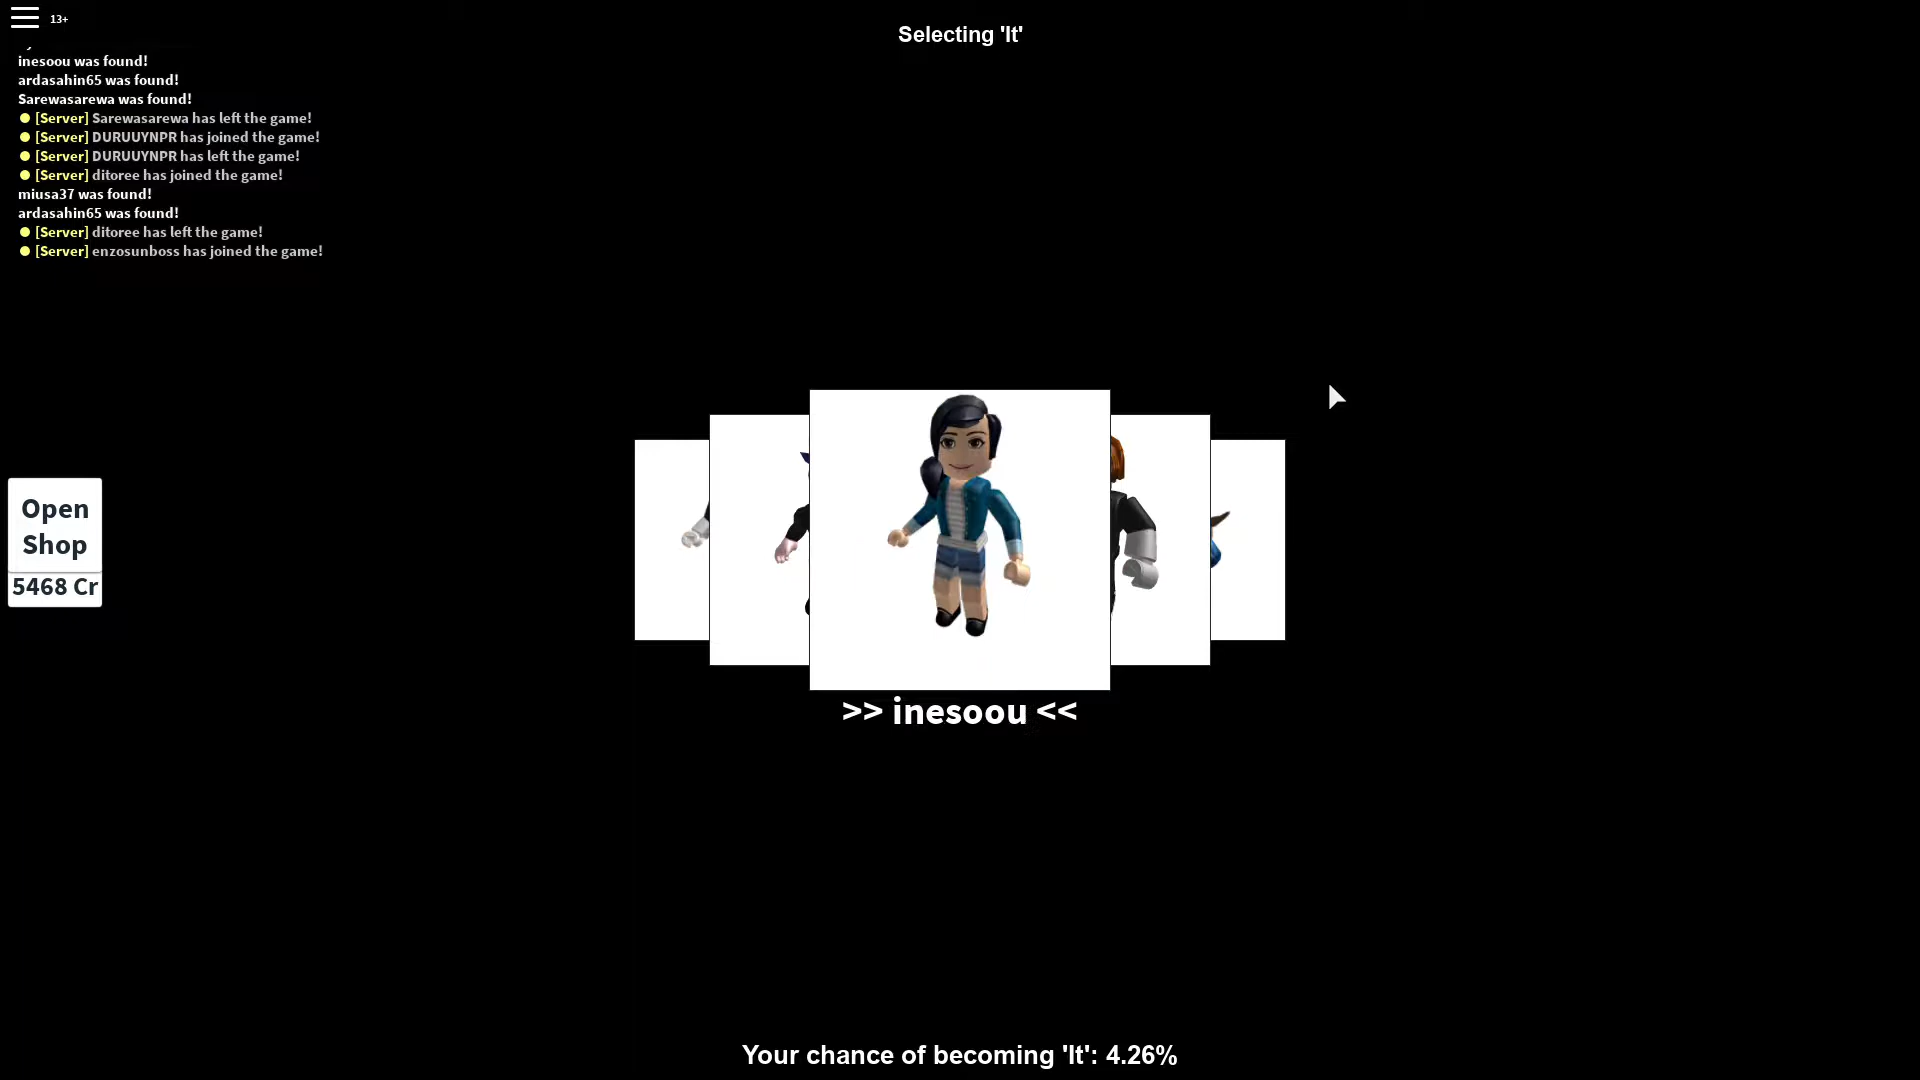 13+
Selecting 'It'
inesoou was found!
ardasahin65 was found!
Sarewasarewa was found!
[Server] Sarewasarewa has left the game!
[Server] DURUUYNPR has joined the game!
[Server] DURUUYNPR has left the game!
[Server] ditoree has joined the game!
miusa37 was found!
ardasahin65 was found!
[Server] ditoree has left the game!
[Server] enzosunboss has joined the game!
Open
Shop
5468 Cr
>> inesoou <<
Your chance of becoming 'It': 4.26%